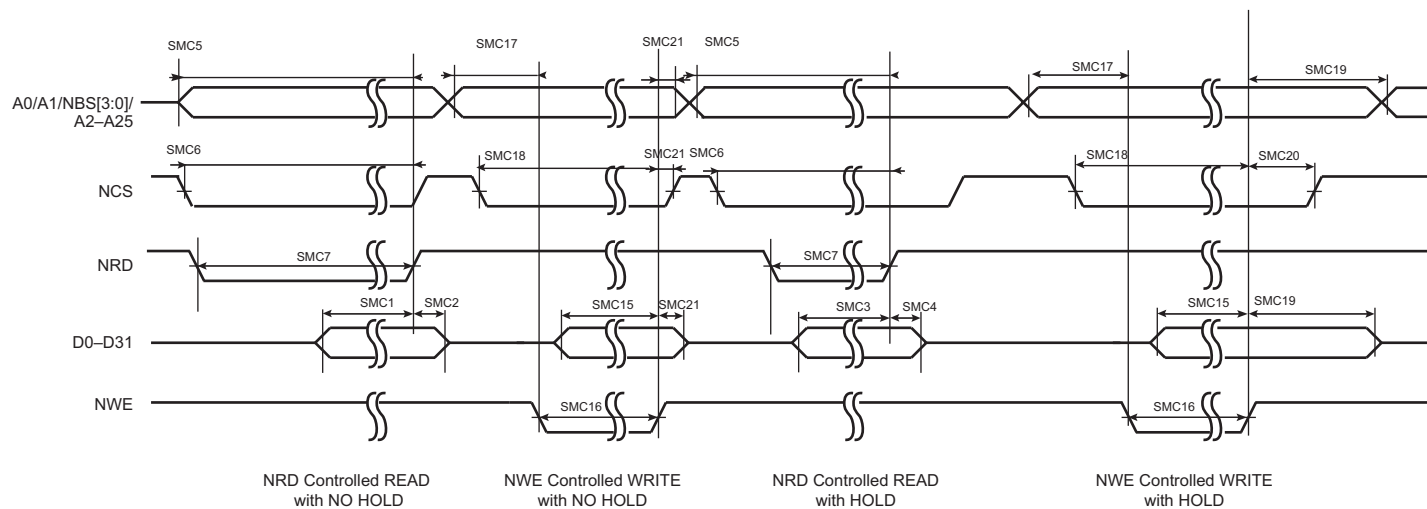 SMC5
SMC17
SMC21
SMC5
SMC17
SMC19
A0/A1/NBS[3:0]/
A2–A25
SMC6
SMC18
SMC21
SMC6
SMC18
SMC20
NCS
NRD
SMC7
SMC7
SMC1
SMC2
SMC15
SMC21
SMC3
SMC4
SMC15
SMC19
D0–D31
NWE
SMC16
SMC16
NRD Controlled READ
with NO HOLD
NWE Controlled WRITE
with NO HOLD
NRD Controlled READ
with HOLD
NWE Controlled WRITE
with HOLD